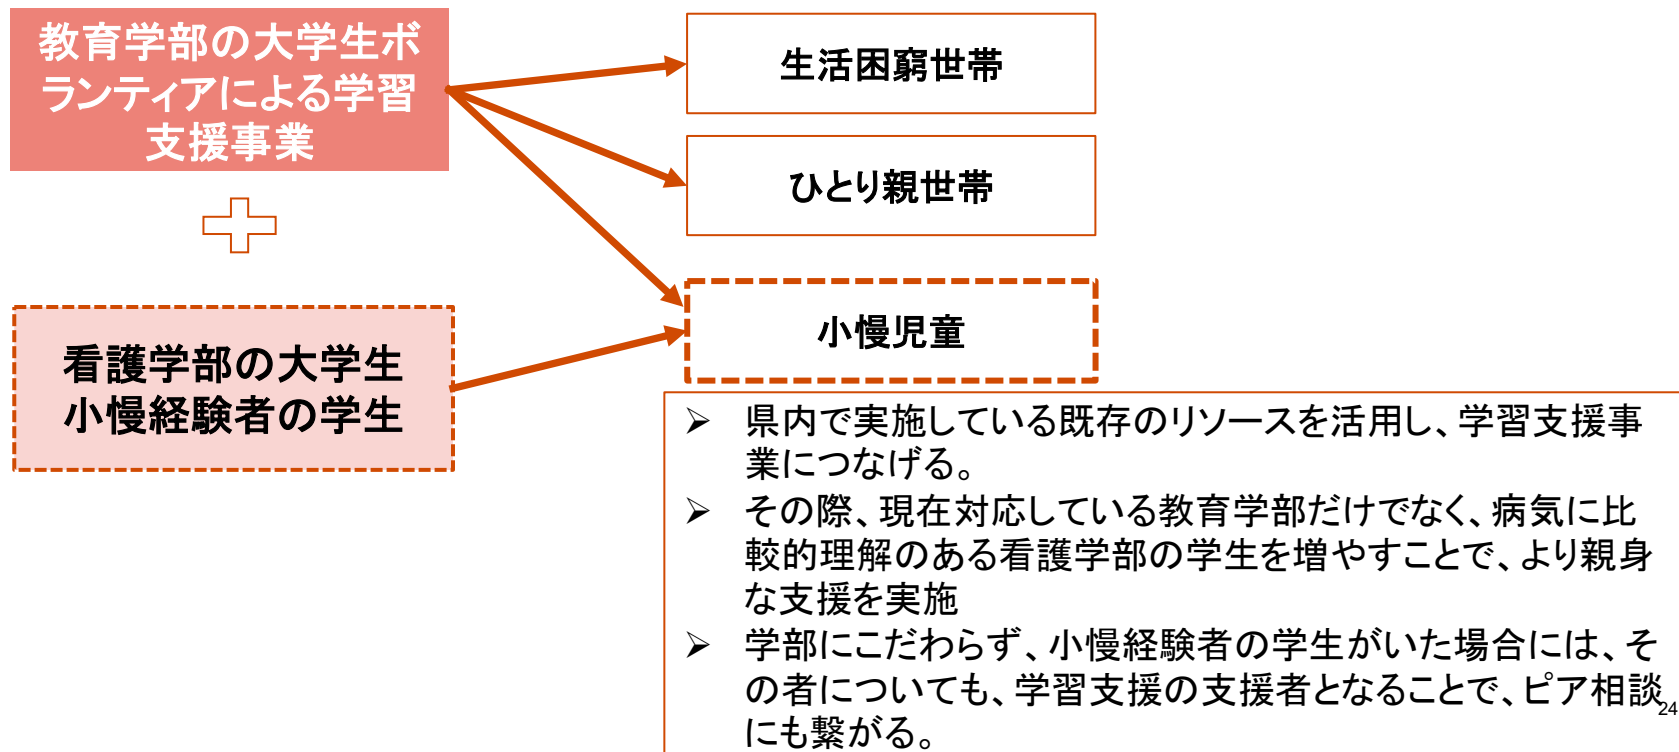 教育学部の大学生ボ
ランティアによる学習
支援事業
生活困窮世帯
ひとり親世帯
小慢児童
看護学部の大学生
小慢経験者の学生
➢ 県内で実施している既存のリソースを活用し、学習支援事
業につなげる。
➢ その際、現在対応している教育学部だけでなく、病気に比
較的理解のある看護学部の学生を増やすことで、より親身
な支援を実施
➢ 学部にこだわらず、小慢経験者の学生がいた場合には、そ
の者についても、学習支援の支援者となることで、ピア相談
にも繋がる。
24